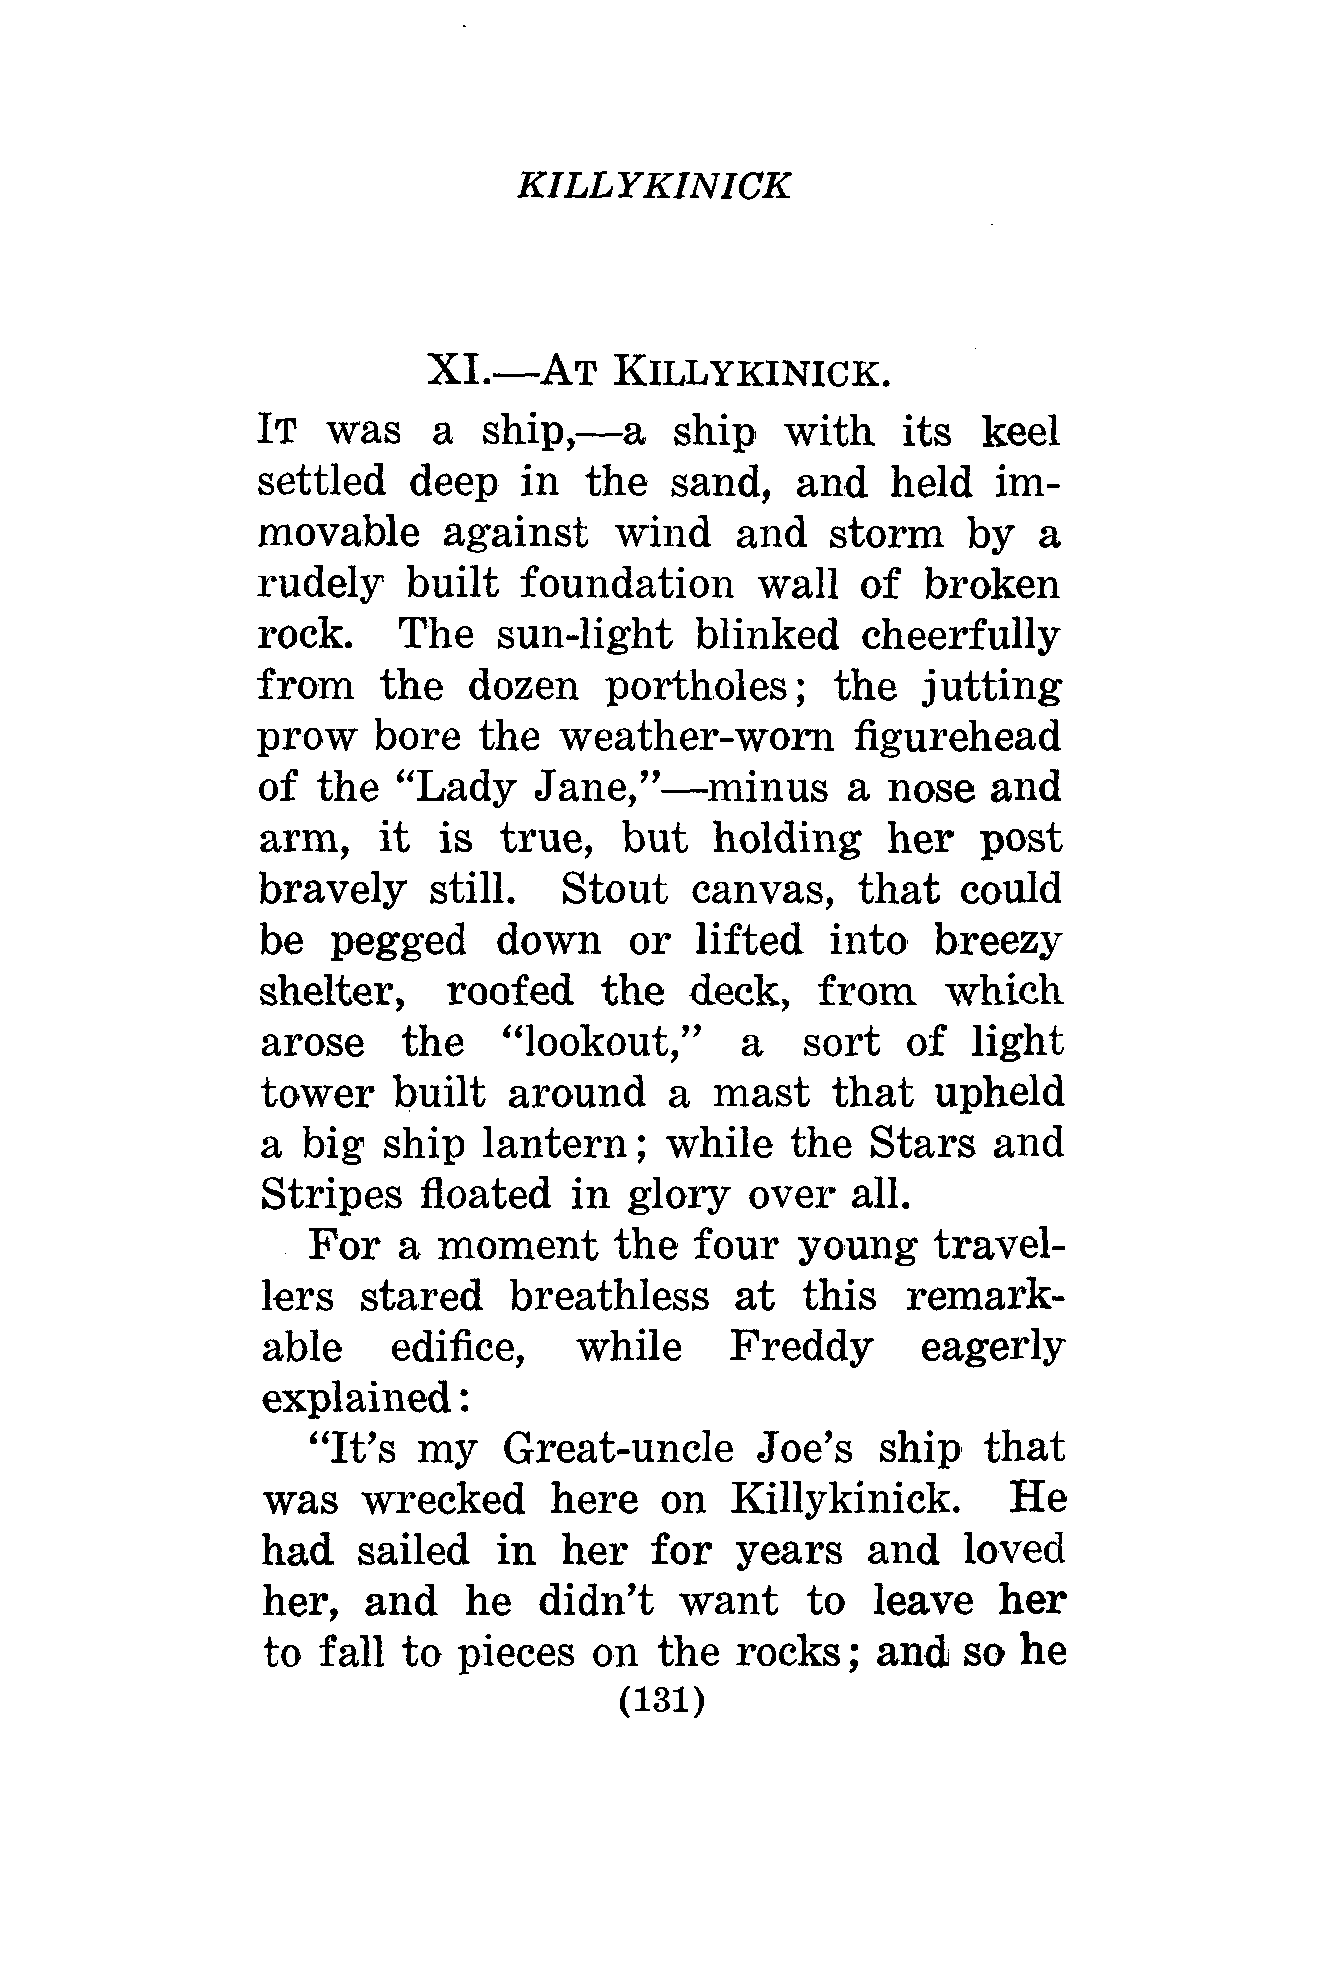 KILLYKINICK
XI.—AT KILLYKINICK.
IT was a ship,—a ship with its keel
settled deep in the sand, and held im-
movable against wind and storm by a
rudely built foundation wall of broken
rock. The sun-light blinked cheerfully
from the dozen portholes; the jutting
prow bore the weather-worn figurehead
of the “Lady Jane,”—minus a nose and
arm, it is true, but holding her post
bravely still. Stout canvas, that could
be pegged down or lifted into breezy
shelter, roofed the deck, from which
arose the “lookout,” a sort of light
tower built around a mast that upheld
a big ship lantern; while the Stars and
Stripes floated in glory over all.
For a moment the four young travel-
lers stared breathless at this remark-
able edifice, while Freddy eagerly
explained:
“It’s my Great-uncle Joe’s ship that
was wrecked here on Killykinick. He
had sailed in her for years and loved
her, and he didn’t want to leave her
to fall to pieces on the rocks; and so he
(131)